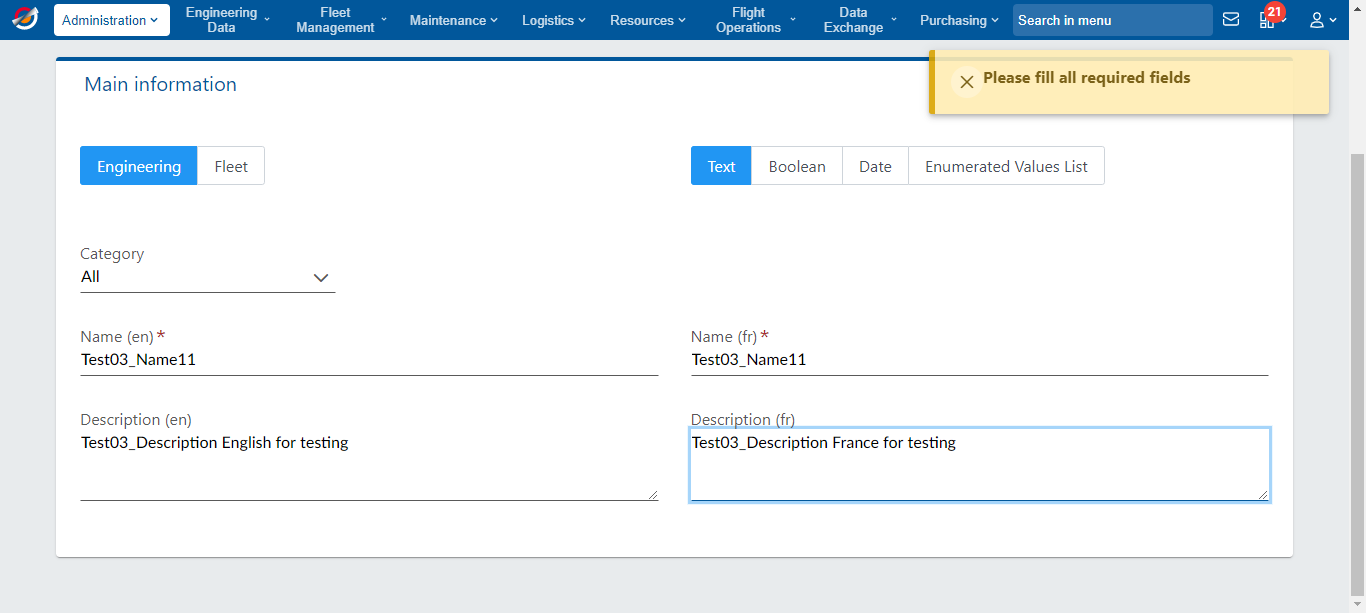 Administration
Engineering
Data
Fleet
Management
Maintenance
Logistics
Resources
Flight
Operations
Data
Exchange
Purchasing
Search in menu
21
Please fill all required fields
Main information
Engineering
Fleet
Text
Boolean
Date
Enumerated Values List
Category
All
Name (en)*
Test03_Name11
Name (fr)*
Test03_Name11
Description (en)
Test03_Description English for testing
Description (fr)
Test03_Description France for testing